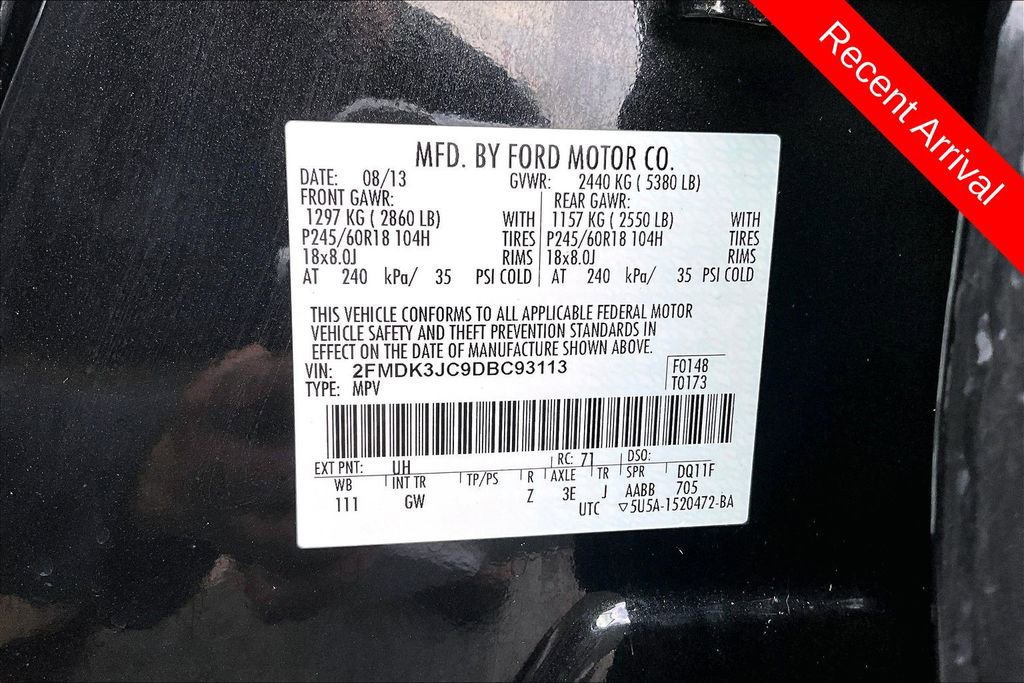 Recent Arrival
MFD. BY FORD MOTOR CO.
DATE: 08/13 GVWR: 2440 KG ( 5380 LB)
FRONT GAWR: REAR GAWR:
1297 KG ( 2860 LB) WITH 1157 KG ( 2550 LB) WITH
P245/60R18 104H TIRES P245/60R18 104H TIRES
18x8.0J RIMS 18x8.0J RIMS
AT 240 kPa/ 35 PSI COLD AT 240 kPa/ 35 PSI COLD
THIS VEHICLE CONFORMS TO ALL APPLICABLE FEDERAL MOTOR
VEHICLE SAFETY AND THEFT PREVENTION STANDARDS IN
EFFECT ON THE DATE OF MANUFACTURE SHOWN ABOVE.
VIN: 2FMDK3JC9DBC93113 F0148
TYPE: MPV T0173
EXT PNT: UH RC: 71 DSO:
WB INT TR TP/PS R AXLE TR SPR DQ11F
111 GW Z 3E J AABB 705
UTC ▽5U5A-1520472-BA